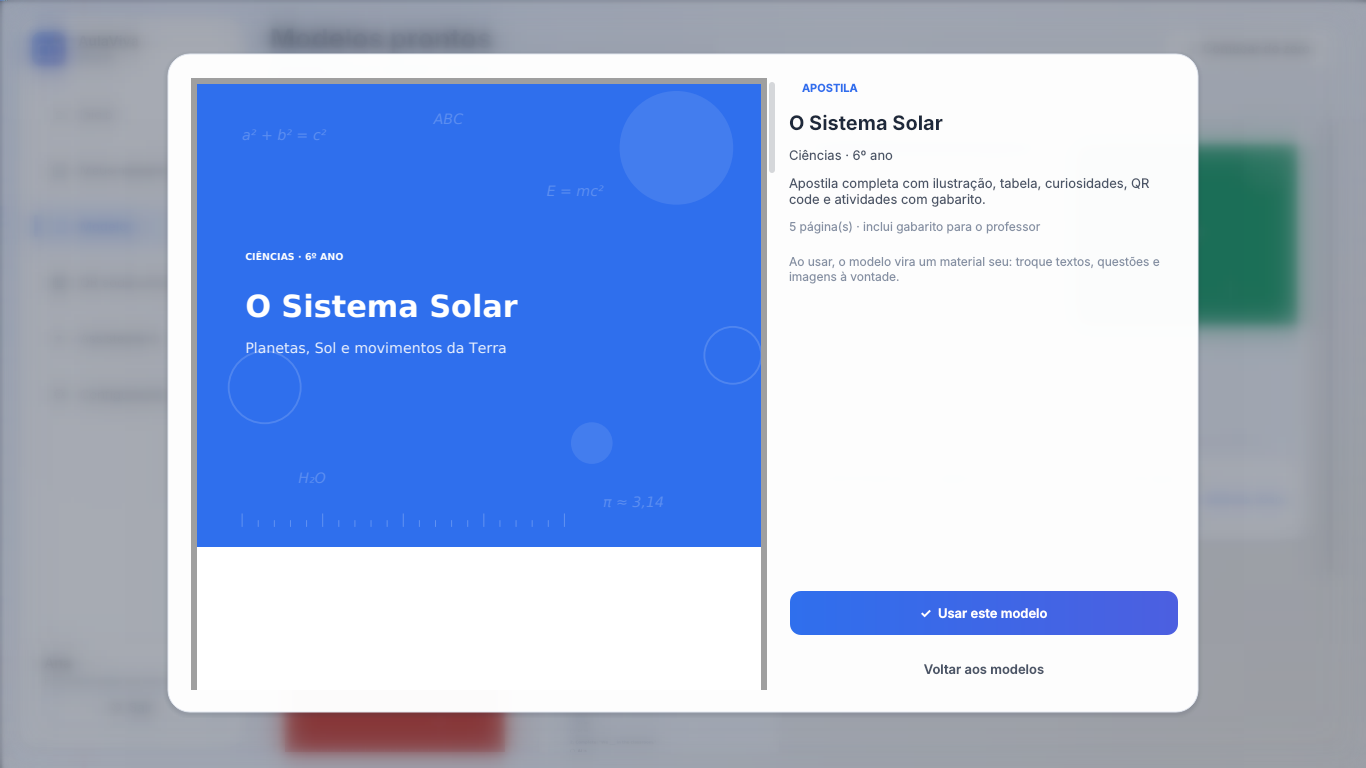 Modelos prontos
a² + b² = c²
ABC
E = mc²
CIÊNCIAS · 6º ANO
O Sistema Solar
Planetas, Sol e movimentos da Terra
H₂O
π ≈ 3,14
APOSTILA
O Sistema Solar
Ciências · 6º ano
Apostila completa com ilustração, tabela, curiosidades, QR
code e atividades com gabarito.
5 página(s) · inclui gabarito para o professor
Ao usar, o modelo vira um material seu: troque textos, questões e
imagens à vontade.
✓ Usar este modelo
Voltar aos modelos